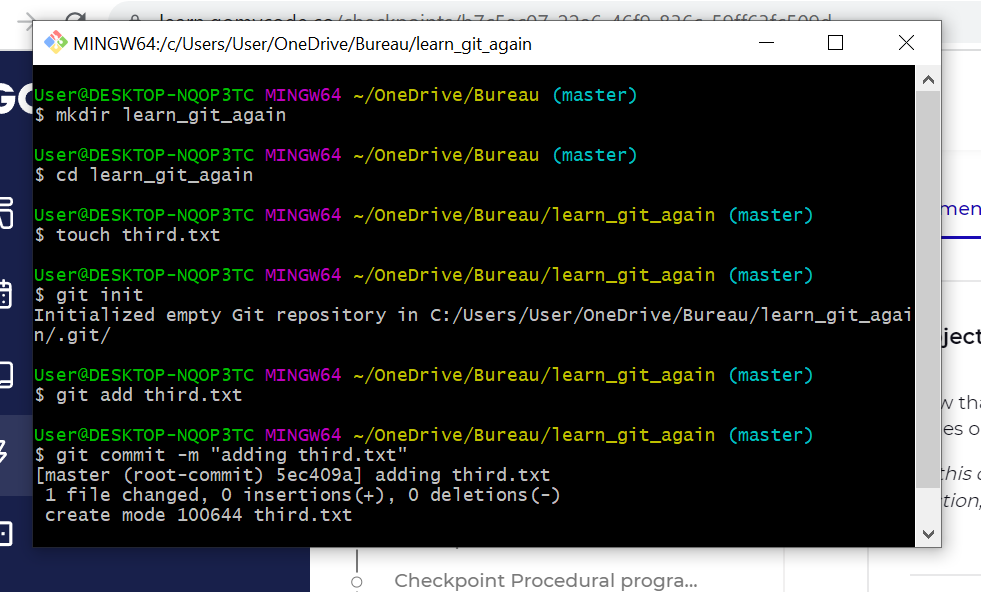 MINGW64:/c/Users/User/OneDrive/Bureau/learn_git_again
User@DESKTOP-NQOP3TC MINGW64 ~/OneDrive/Bureau (master)
$ mkdir learn_git_again
User@DESKTOP-NQOP3TC MINGW64 ~/OneDrive/Bureau (master)
$ cd learn_git_again
User@DESKTOP-NQOP3TC MINGW64 ~/OneDrive/Bureau/learn_git_again (master)
$ touch third.txt
User@DESKTOP-NQOP3TC MINGW64 ~/OneDrive/Bureau/learn_git_again (master)
$ git init
Initialized empty Git repository in C:/Users/User/OneDrive/Bureau/learn_git_agai
n/.git/
User@DESKTOP-NQOP3TC MINGW64 ~/OneDrive/Bureau/learn_git_again (master)
$ git add third.txt
User@DESKTOP-NQOP3TC MINGW64 ~/OneDrive/Bureau/learn_git_again (master)
$ git commit -m "adding third.txt"
[master (root-commit) 5ec409a] adding third.txt
 1 file changed, 0 insertions(+), 0 deletions(-)
 create mode 100644 third.txt
Checkpoint Procedural progra...